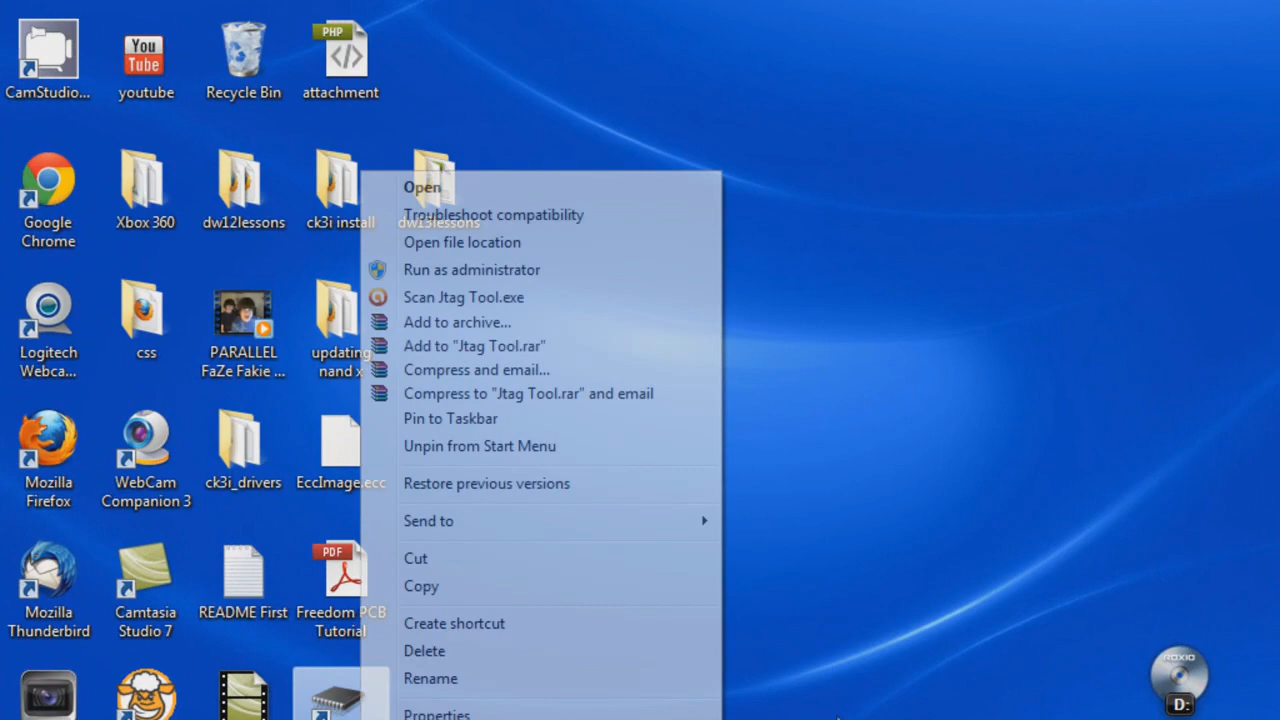 PHP
You
Tube
CamStudio...
youtube
Recycle Bin
attachment
Google
Chrome
Xbox 360
dw12lessons
ck3i install
dw13lessons
Open
Troubleshoot compatibility
Open file location
Run as administrator
Scan Jtag Tool.exe
Add to archive...
Add to "Jtag Tool.rar"
Compress and email...
Compress to "Jtag Tool.rar" and email
Pin to Taskbar
Unpin from Start Menu
Restore previous versions
Send to
Cut
Copy
Create shortcut
Delete
Rename
Properties
Logitech
Webca...
css
PARALLEL
FaZe Fakie ...
updating
nand x
Mozilla
Firefox
WebCam
Companion 3
ck3i_drivers
EccImage.ecc
PDF
Mozilla
Thunderbird
Camtasia
Studio 7
README First
Freedom PCB
Tutorial
ROXIO
D: